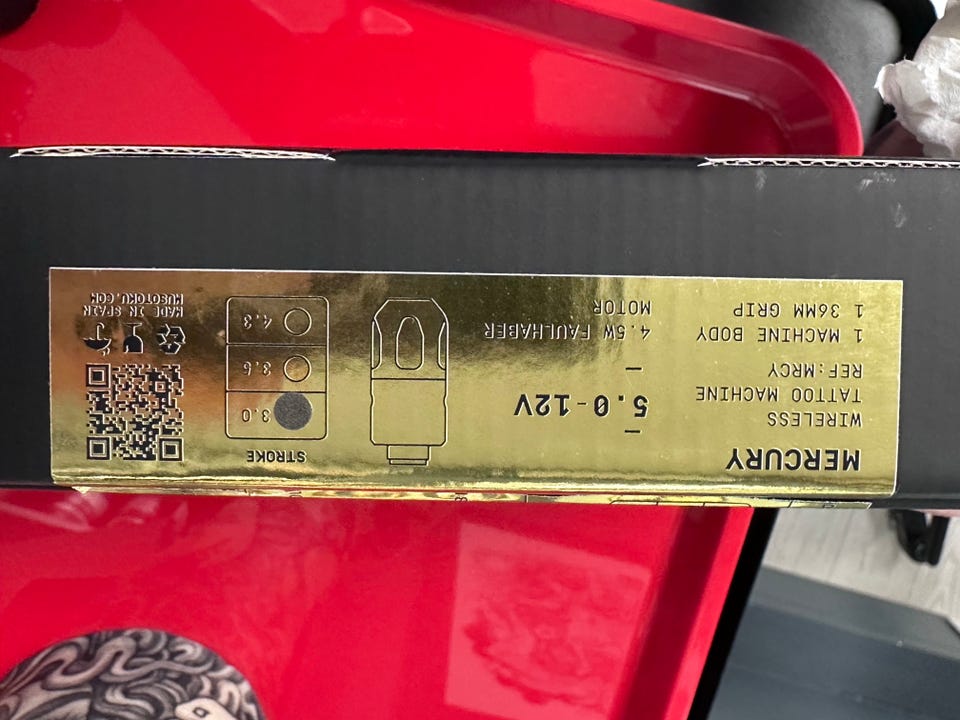 MERCURY
WIRELESS
TATTOO MACHINE
REF:MRCY
1 MACHINE BODY
1 36MM GRIP
—
5.0-12V
—
4.5W FAULHABER
MOTOR
STROKE
3.0
3.5
4.3
MADE IN SPAIN
MUSOTOKU.COM